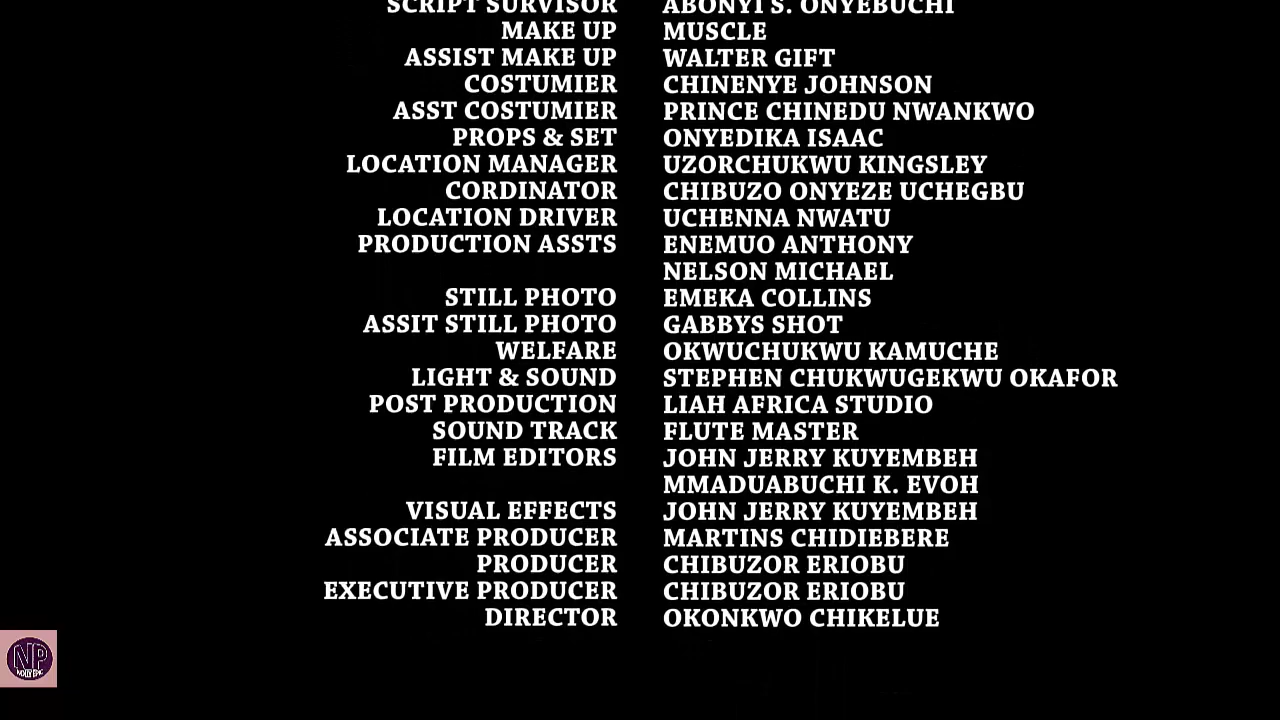 SCRIPT SURVISOR ABONYI S. ONYEBUCHI
MAKE UP MUSCLE
ASSIST MAKE UP WALTER GIFT
COSTUMIER CHINENYE JOHNSON
ASST COSTUMIER PRINCE CHINEDU NWANKWO
PROPS & SET ONYEDIKA ISAAC
LOCATION MANAGER UZORCHUKWU KINGSLEY
CORDINATOR CHIBUZO ONYEZE UCHEGBU
LOCATION DRIVER UCHENNA NWATU
PRODUCTION ASSTS ENEMUO ANTHONY
NELSON MICHAEL
STILL PHOTO EMEKA COLLINS
ASSIT STILL PHOTO GABBYS SHOT
WELFARE OKWUCHUKWU KAMUCHE
LIGHT & SOUND STEPHEN CHUKWUGEKWU OKAFOR
POST PRODUCTION LIAH AFRICA STUDIO
SOUND TRACK FLUTE MASTER
FILM EDITORS JOHN JERRY KUYEMBEH
MMADUABUCHI K. EVOH
VISUAL EFFECTS JOHN JERRY KUYEMBEH
ASSOCIATE PRODUCER MARTINS CHIDIEBERE
PRODUCER CHIBUZOR ERIOBU
EXECUTIVE PRODUCER CHIBUZOR ERIOBU
DIRECTOR OKONKWO CHIKELUE
NP